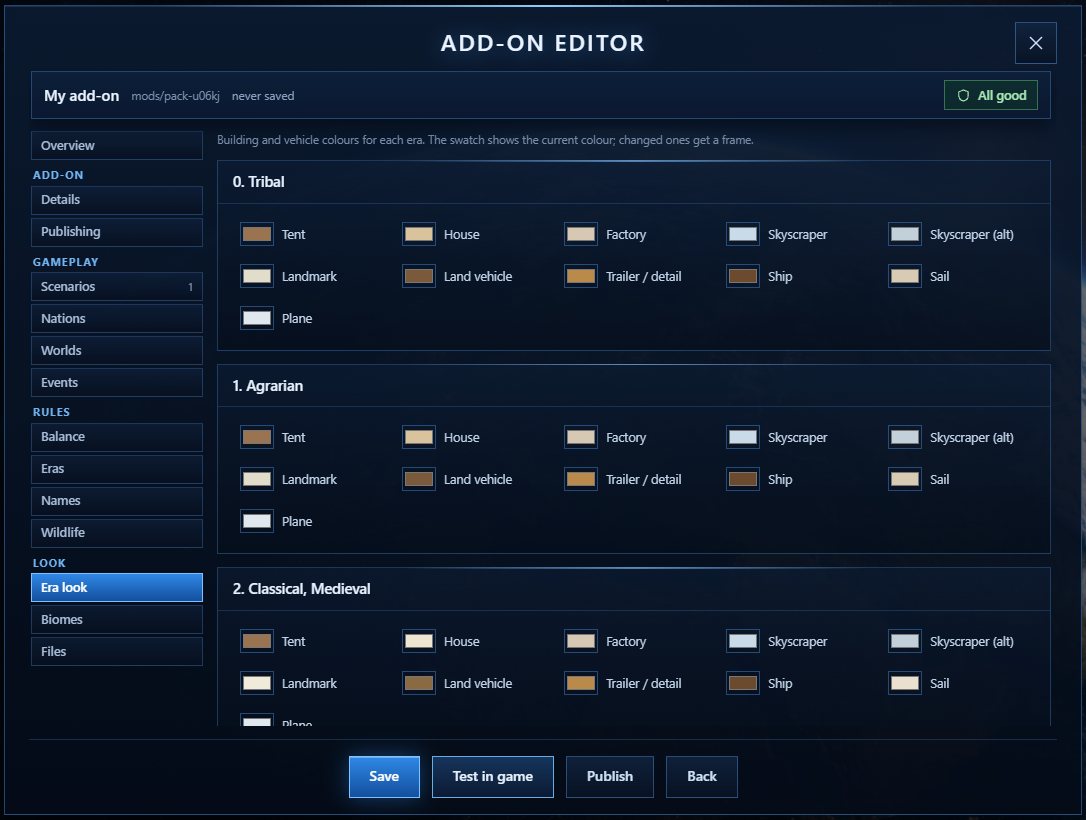 ADD-ON EDITOR
My add-on mods/pack-u06kj never saved All good
Overview
ADD-ON
Details
Publishing
GAMEPLAY
Scenarios 1
Nations
Worlds
Events
RULES
Balance
Eras
Names
Wildlife
LOOK
Era look
Biomes
Files
Building and vehicle colours for each era. The swatch shows the current colour; changed ones get a frame.
0. Tribal
Tent House Factory Skyscraper Skyscraper (alt)
Landmark Land vehicle Trailer / detail Ship Sail
Plane
1. Agrarian
Tent House Factory Skyscraper Skyscraper (alt)
Landmark Land vehicle Trailer / detail Ship Sail
Plane
2. Classical, Medieval
Tent House Factory Skyscraper Skyscraper (alt)
Landmark Land vehicle Trailer / detail Ship Sail
Plane
Save Test in game Publish Back